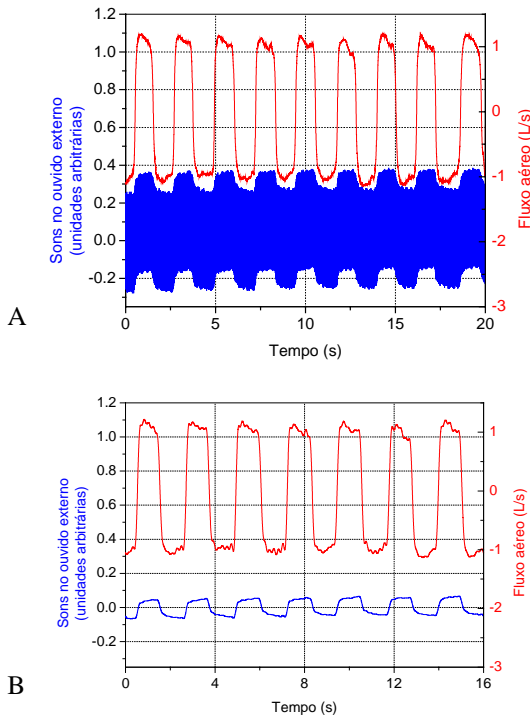 A
Sons no ouvido externo
(unidades arbitrárias)
1.2
1.0
0.8
0.6
0.4
0.2
0.0
-0.2
1
0
-1
-2
-3
Fluxo aéreo (L/s)
0 5 10 15 20
Tempo (s)
B
Sons no ouvido externo
(unidades arbitrárias)
1.2
1.0
0.8
0.6
0.4
0.2
0.0
-0.2
1
0
-1
-2
-3
Fluxo aéreo (L/s)
0 4 8 12 16
Tempo (s)